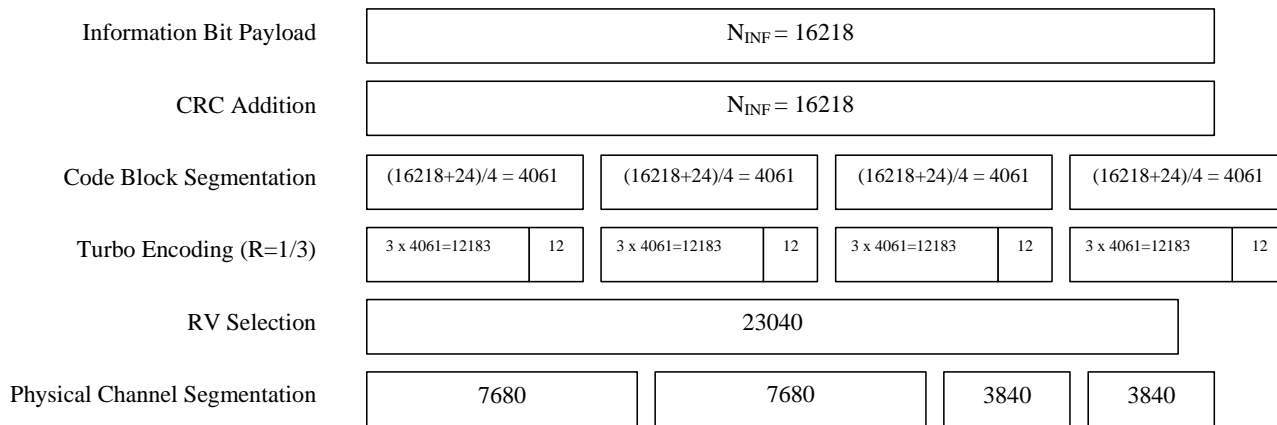 Information Bit Payload N_INF = 16218
CRC Addition N_INF = 16218
Code Block Segmentation (16218+24)/4 = 4061 (16218+24)/4 = 4061 (16218+24)/4 = 4061 (16218+24)/4 = 4061
Turbo Encoding (R=1/3) 3 x 4061=12183 12 3 x 4061=12183 12 3 x 4061=12183 12 3 x 4061=12183 12
RV Selection 23040
Physical Channel Segmentation 7680 7680 3840 3840